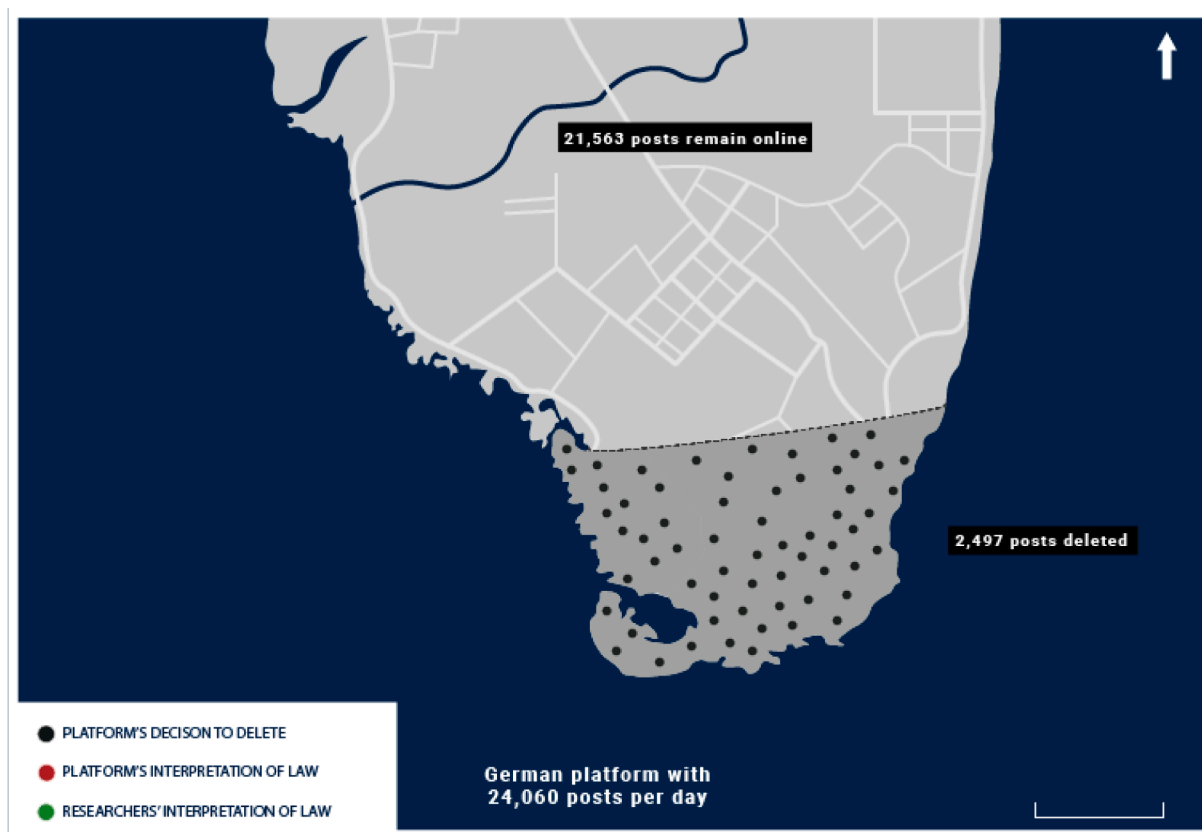 21,563 posts remain online
2,497 posts deleted
PLATFORM'S DECISON TO DELETE
PLATFORM'S INTERPRETATION OF LAW
RESEARCHERS' INTERPRETATION OF LAW
German platform with
24,060 posts per day